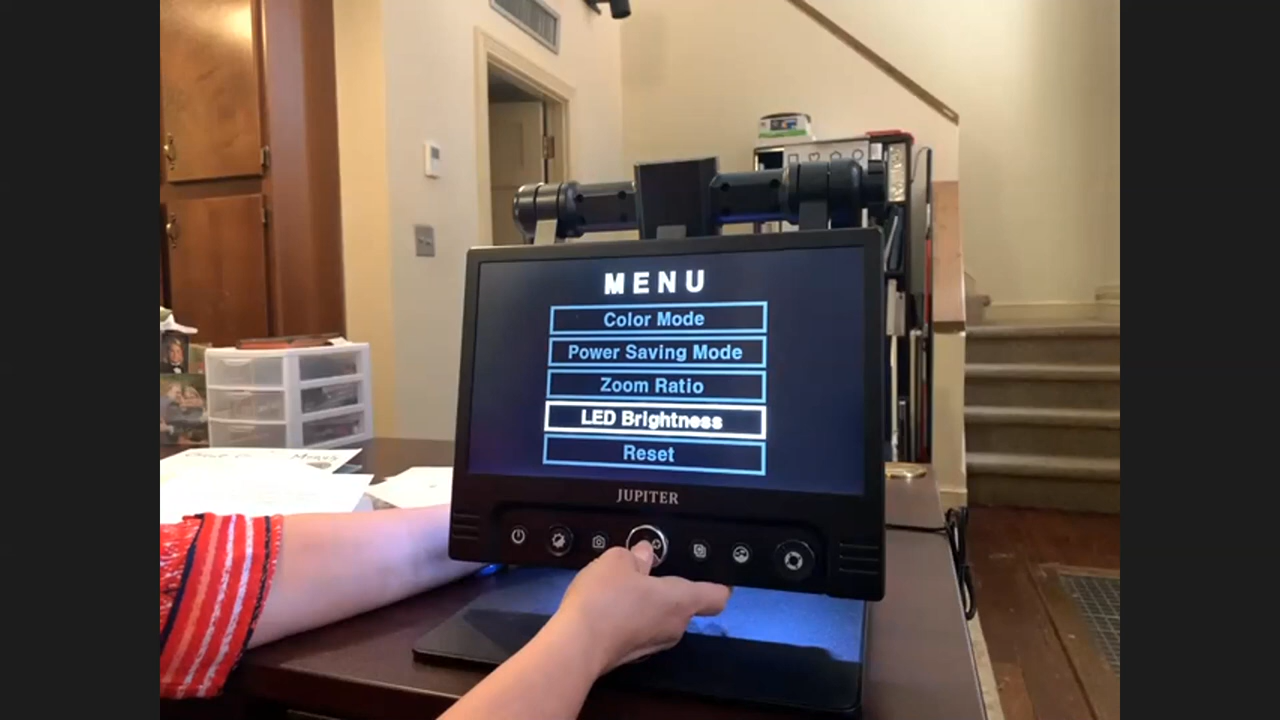 MENU
Color Mode
Power Saving Mode
Zoom Ratio
LED Brightness
Reset
JUPITER